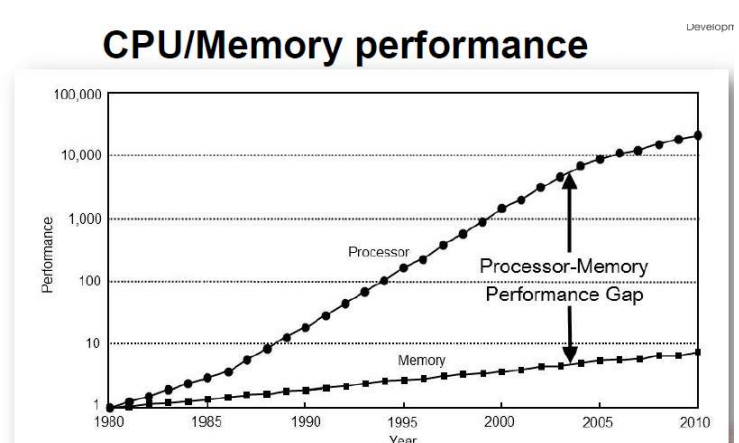 Developm
CPU/Memory performance
100,000
10,000
1,000
100
10
1
Performance
Processor
Processor-Memory
Performance Gap
Memory
1980 1985 1990 1995 2000 2005 2010
Year